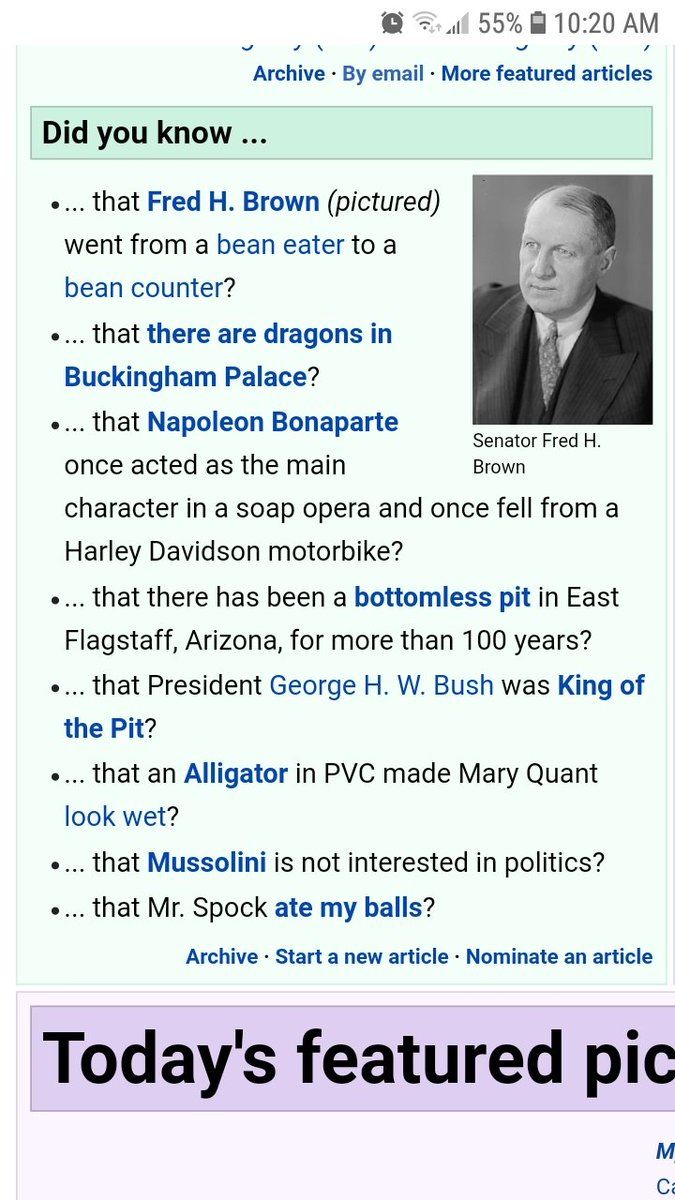 55% 10:20 AM
Archive · By email · More featured articles
Did you know ...
• ... that Fred H. Brown (pictured)
went from a bean eater to a
bean counter?
• ... that there are dragons in
Buckingham Palace?
• ... that Napoleon Bonaparte
once acted as the main
character in a soap opera and once fell from a
Harley Davidson motorbike?
Senator Fred H.
Brown
• ... that there has been a bottomless pit in East
Flagstaff, Arizona, for more than 100 years?
• ... that President George H. W. Bush was King of
the Pit?
• ... that an Alligator in PVC made Mary Quant
look wet?
• ... that Mussolini is not interested in politics?
• ... that Mr. Spock ate my balls?
Archive · Start a new article · Nominate an article
Today's featured pic